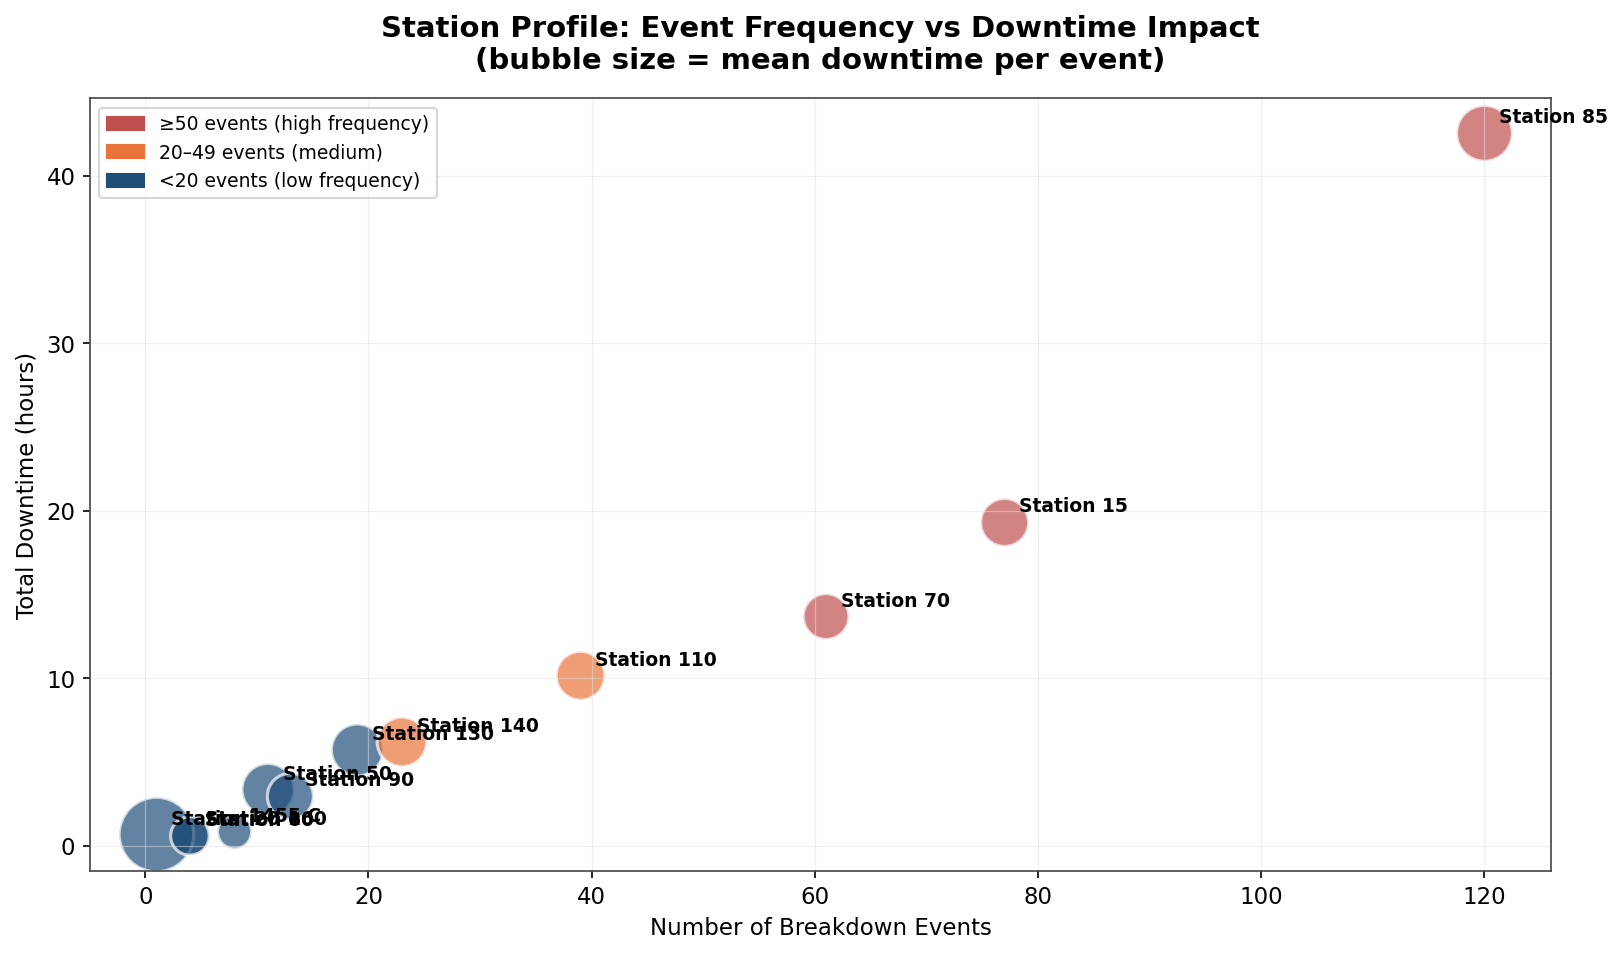 Station Profile: Event Frequency vs Downtime Impact
(bubble size = mean downtime per event)
≥50 events (high frequency)
20–49 events (medium)
<20 events (low frequency)
Station 85
Station 15
Station 70
Station 110
Station 140
Station 130
Station 50
Station 90
Station
Total Downtime (hours)
40
30
20
10
0
0
20
40
60
80
100
120
Number of Breakdown Events